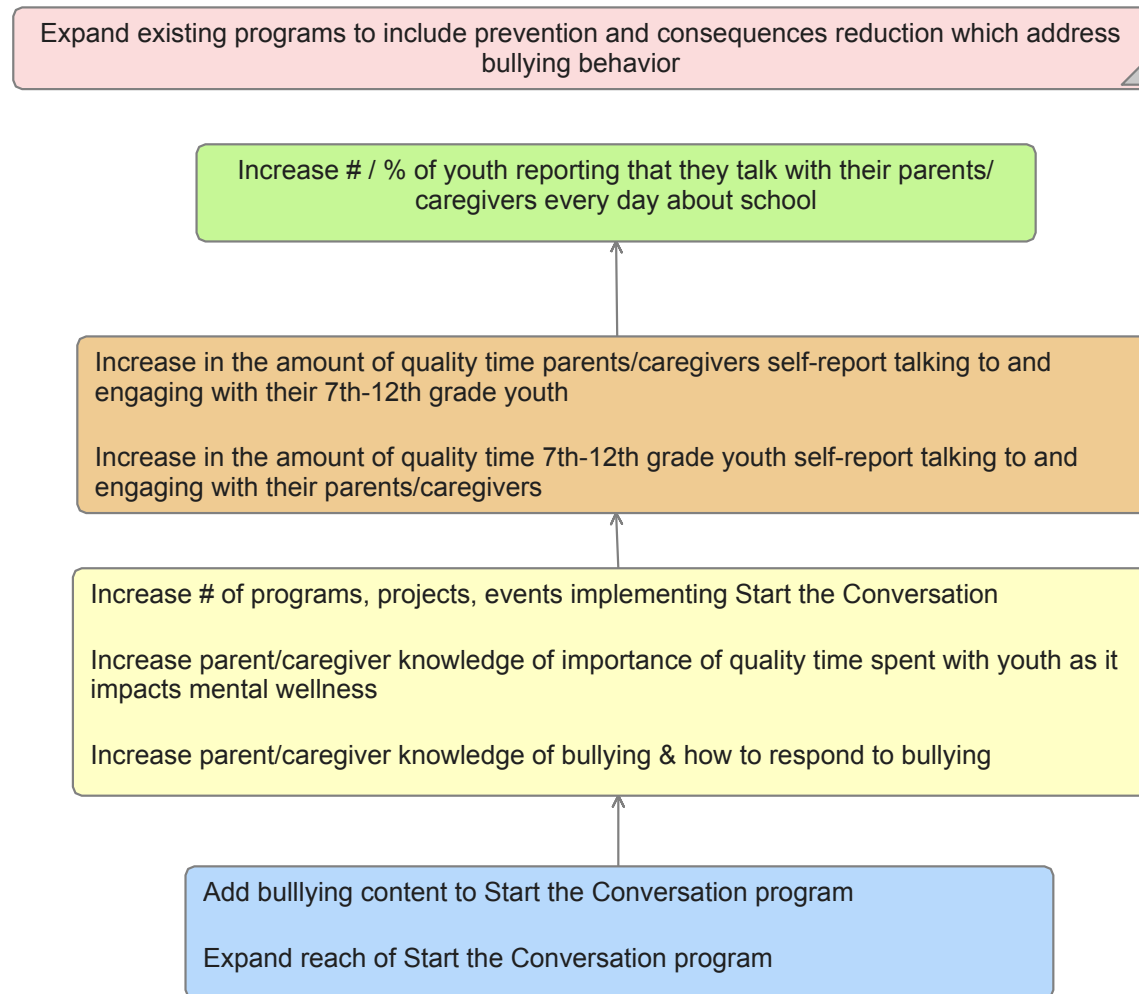 Expand existing programs to include prevention and consequences reduction which address
bullying behavior
Increase # / % of youth reporting that they talk with their parents/
caregivers every day about school
Increase in the amount of quality time parents/caregivers self-report talking to and
engaging with their 7th-12th grade youth
Increase in the amount of quality time 7th-12th grade youth self-report talking to and
engaging with their parents/caregivers
Increase # of programs, projects, events implementing Start the Conversation
Increase parent/caregiver knowledge of importance of quality time spent with youth as it
impacts mental wellness
Increase parent/caregiver knowledge of bullying & how to respond to bullying
Add bulllying content to Start the Conversation program
Expand reach of Start the Conversation program